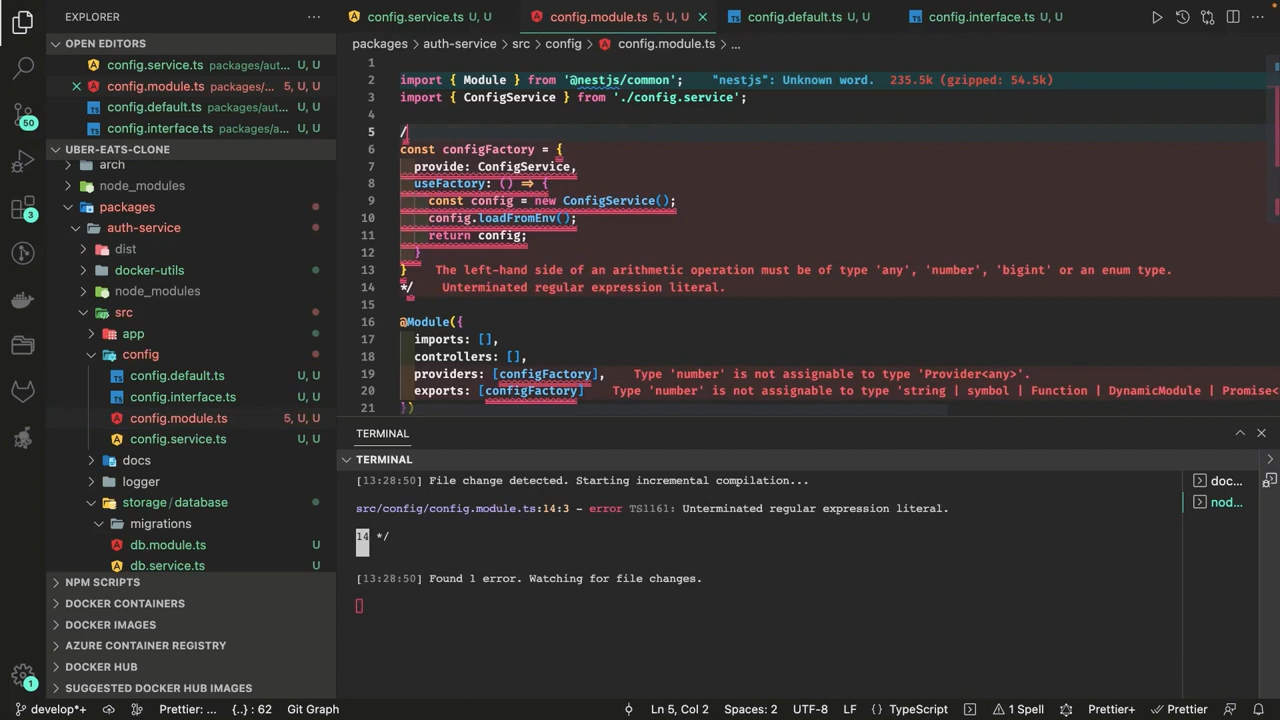 EXPLORER
OPEN EDITORS
config.service.ts packages/aut... U, U
config.module.ts packages/... 5, U, U
config.default.ts packages/aut... U, U
config.interface.ts packages/a... U, U
UBER-EATS-CLONE
arch
node_modules
packages
auth-service
dist
docker-utils
node_modules
src
app
config
config.default.ts U, U
config.interface.ts U, U
config.module.ts 5, U, U
config.service.ts U, U
docs
logger
storage/database
migrations
db.module.ts U
db.service.ts U
NPM SCRIPTS
DOCKER CONTAINERS
DOCKER IMAGES
AZURE CONTAINER REGISTRY
DOCKER HUB
SUGGESTED DOCKER HUB IMAGES
50
3
1
config.service.ts U, U
config.module.ts 5, U, U
config.default.ts U, U
config.interface.ts U, U
packages > auth-service > src > config > config.module.ts > ...
1
2 import { Module } from '@nestjs/common'; "nestjs": Unknown word. 235.5k (gzipped: 54.5k)
3 import { ConfigService } from './config.service';
4
5 /
6 const configFactory = {
7 provide: ConfigService,
8 useFactory: () => {
9 const config = new ConfigService();
10 config.loadFromEnv();
11 return config;
12 }
13 } The left-hand side of an arithmetic operation must be of type 'any', 'number', 'bigint' or an enum type.
14 */ Unterminated regular expression literal.
15
16 @Module({
17 imports: [],
18 controllers: [],
19 providers: [configFactory], Type 'number' is not assignable to type 'Provider<any>'.
20 exports: [configFactory] Type 'number' is not assignable to type 'string | symbol | Function | DynamicModule | Promise<
21 })
TERMINAL
TERMINAL
[13:28:50] File change detected. Starting incremental compilation...
src/config/config.module.ts:14:3 - error TS1161: Unterminated regular expression literal.
14 */
[13:28:50] Found 1 error. Watching for file changes.
doc...
nod...
develop*+ Prettier: ... {..} : 62 Git Graph Ln 5, Col 2 Spaces: 2 UTF-8 LF TypeScript 1 Spell Prettier+ Prettier